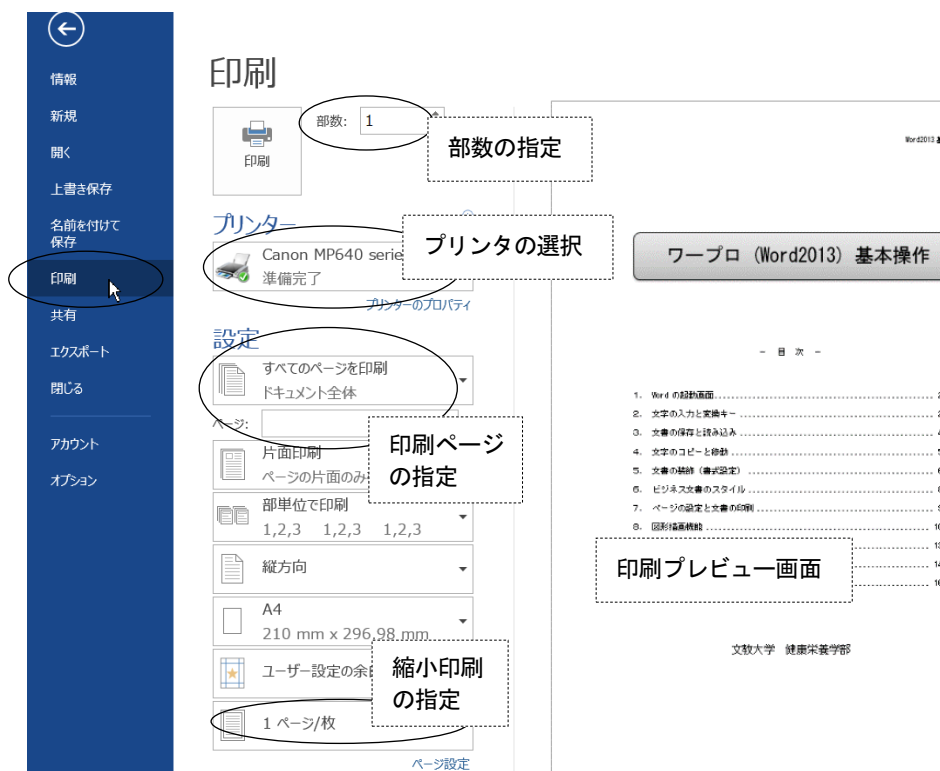 情報
新規
開く
上書き保存
名前を付けて
保存
印刷
共有
エクスポート
閉じる
アカウント
オプション
印刷
印刷
部数: 1
部数の指定
プリンター
Canon MP640 serie
準備完了
プリンタの選択
プリンターのプロパティ
設定
すべてのページを印刷
ドキュメント全体
ページ:
印刷ページ
の指定
片面印刷
ページの片面のみ
部単位で印刷
1,2,3 1,2,3 1,2,3
縦方向
A4
210 mm x 296.98 mm
ユーザー設定の余
縮小印刷
の指定
1 ページ/枚
ページ設定
Word2013
ワープロ (Word2013) 基本操作
- 目 次 -
1. Word の起動画面
2. 文字の入力と変換キー
3. 文書の保存と読み込み
4. 文字のコピーと移動
5. 文書の装飾 (書式設定)
6. ビジネス文書のスタイル
7. ページの設定と文書の印刷
8. 図形描画機能
印刷プレビュー画面
文教大学 健康栄養学部